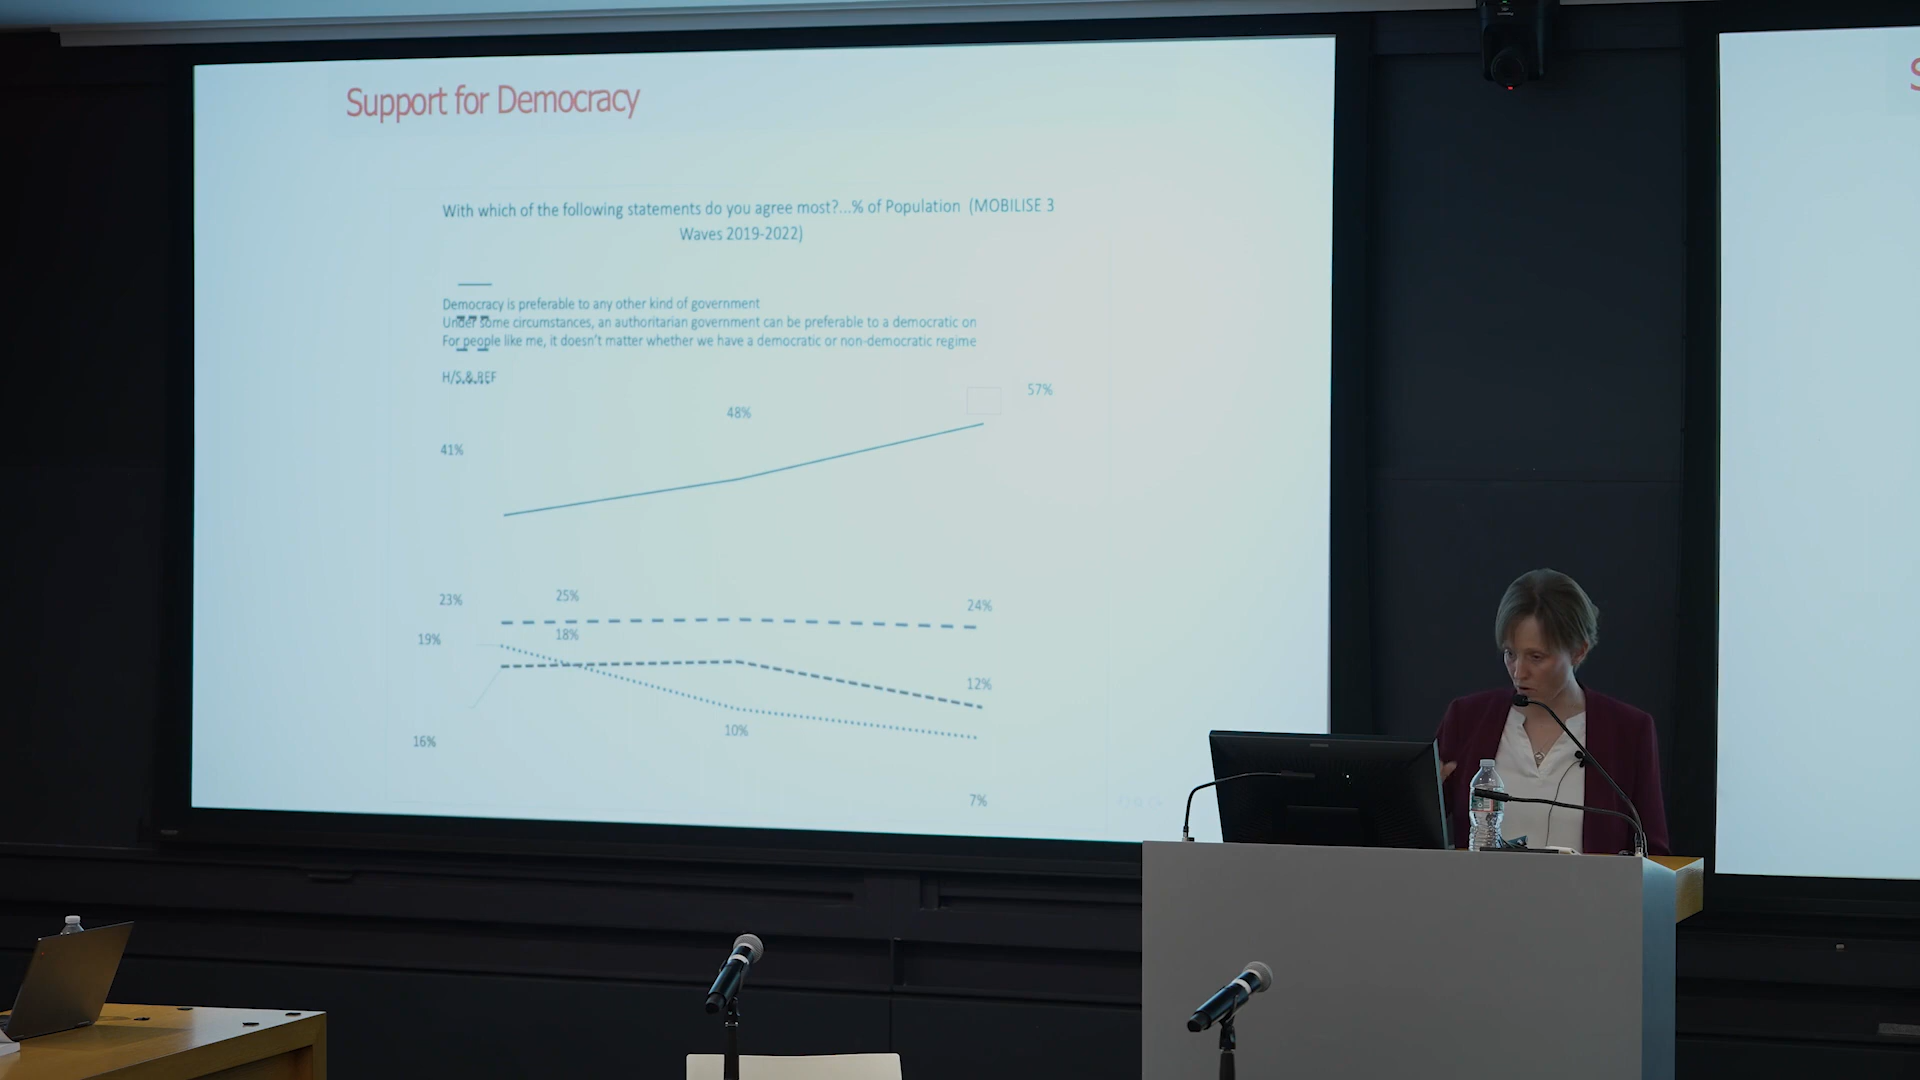 Support for Democracy
With which of the following statements do you agree most?...% of Population (MOBILISE 3
Waves 2019-2022)
Democracy is preferable to any other kind of government
Under some circumstances, an authoritarian government can be preferable to a democratic on
For people like me, it doesn't matter whether we have a democratic or non-democratic regime
H/S & REF
57%
48%
41%
23%
25%
24%
19%
18%
12%
10%
16%
7%
S